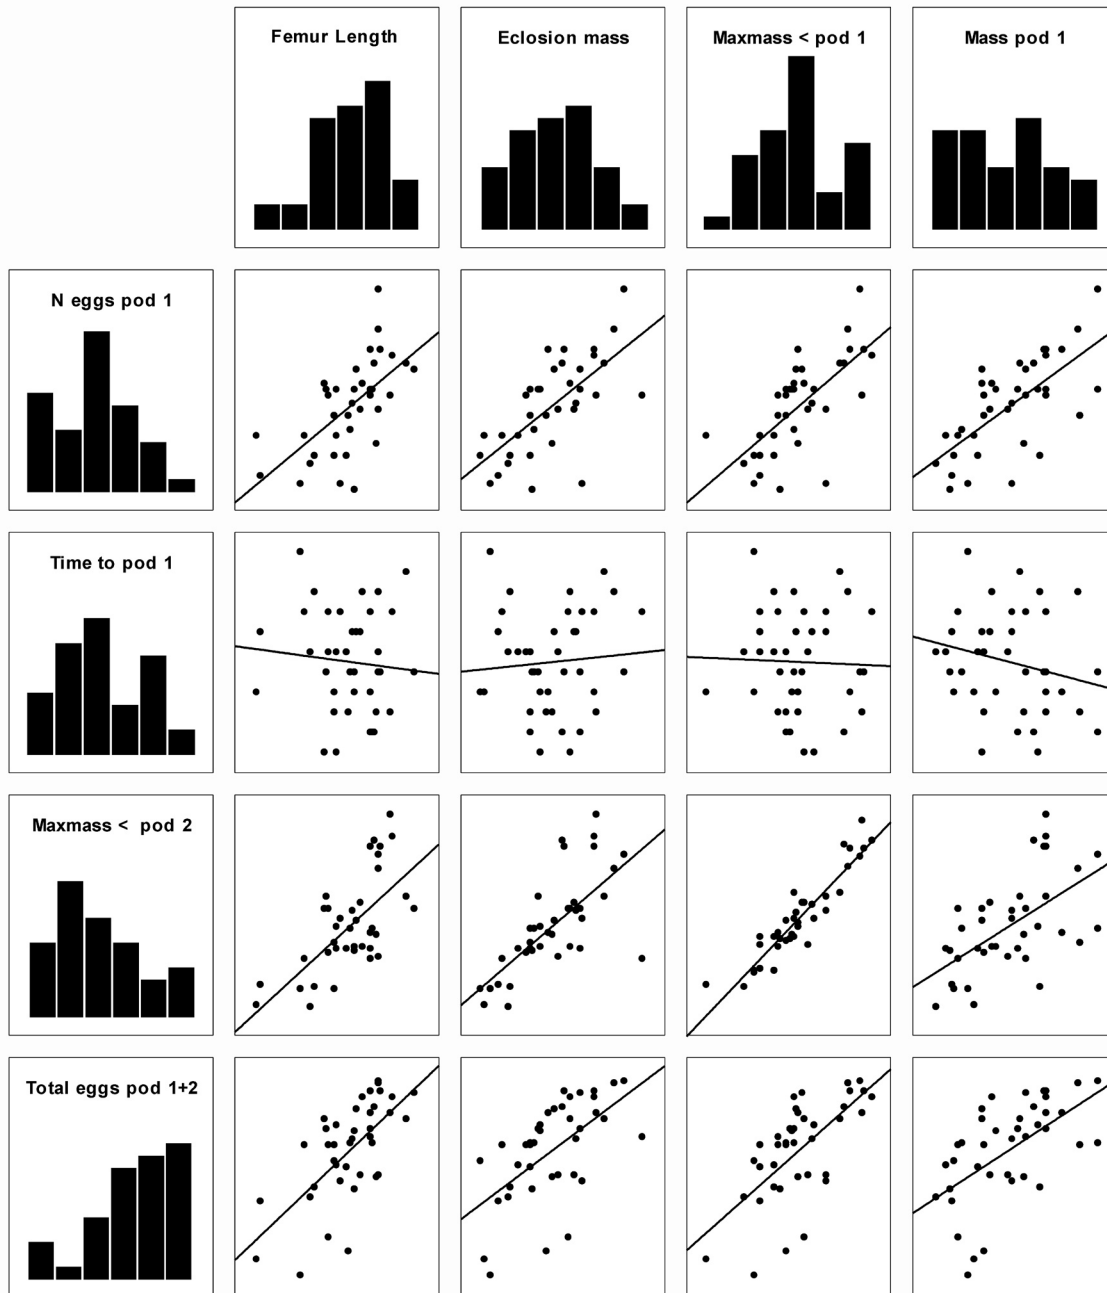 Femur Length
Eclosion mass
Maxmass < pod 1
Mass pod 1
N eggs pod 1
Time to pod 1
Maxmass < pod 2
Total eggs pod 1+2